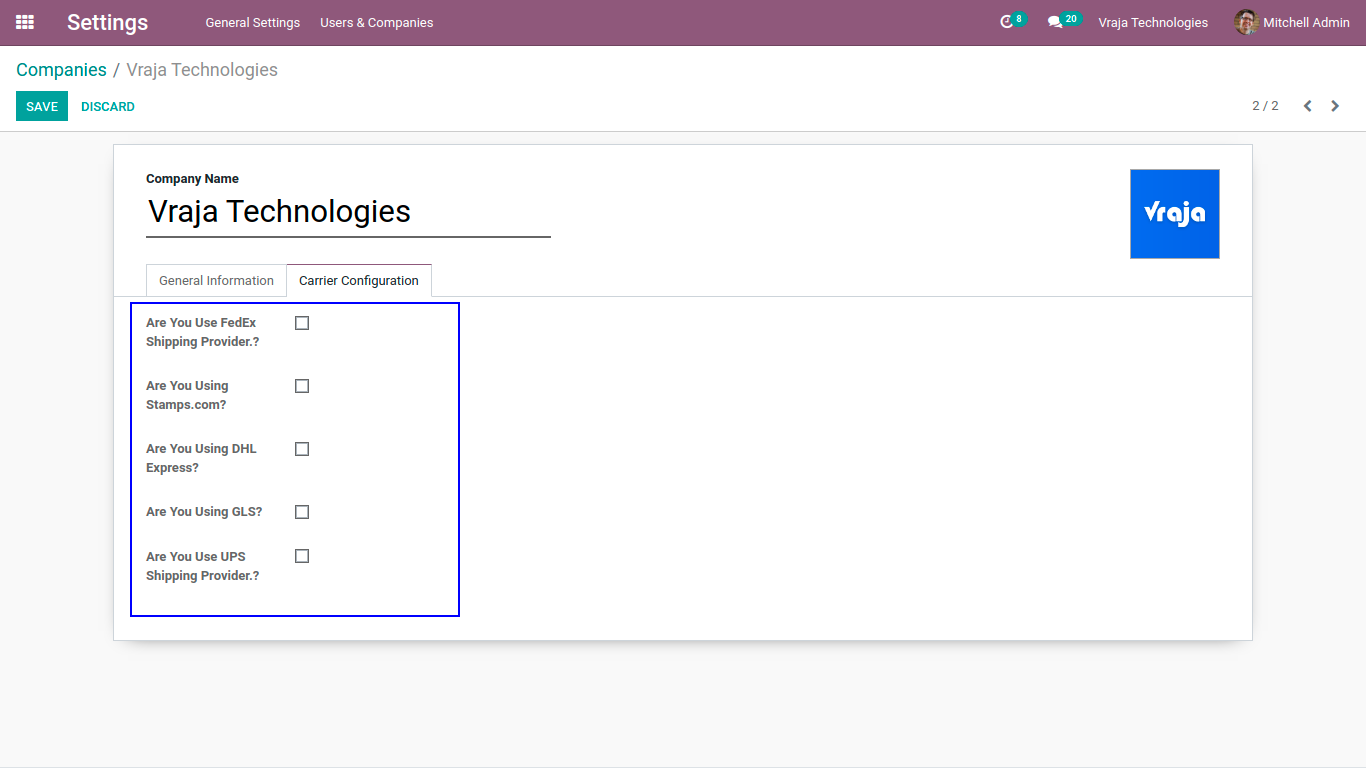 Settings General Settings Users & Companies 8 20 Vraja Technologies Mitchell Admin
Companies / Vraja Technologies
SAVE DISCARD 2 / 2
Company Name
Vraja Technologies
vraja
General Information Carrier Configuration
Are You Use FedEx
Shipping Provider.?
Are You Using
Stamps.com?
Are You Using DHL
Express?
Are You Using GLS?
Are You Use UPS
Shipping Provider.?